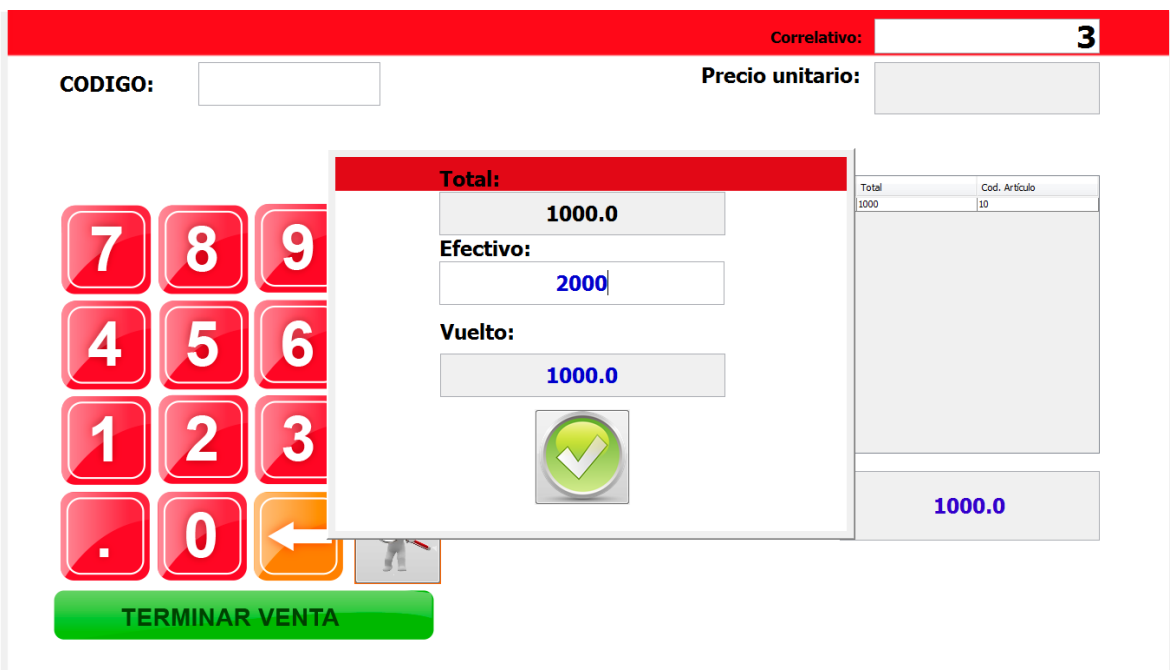 Correlativo: 3
CODIGO:
Precio unitario:
Total:
1000.0
Efectivo:
2000
Vuelto:
1000.0
Total Cod. Artículo
1000 10
7 8 9
4 5 6
1 2 3
. 0
1000.0
TERMINAR VENTA